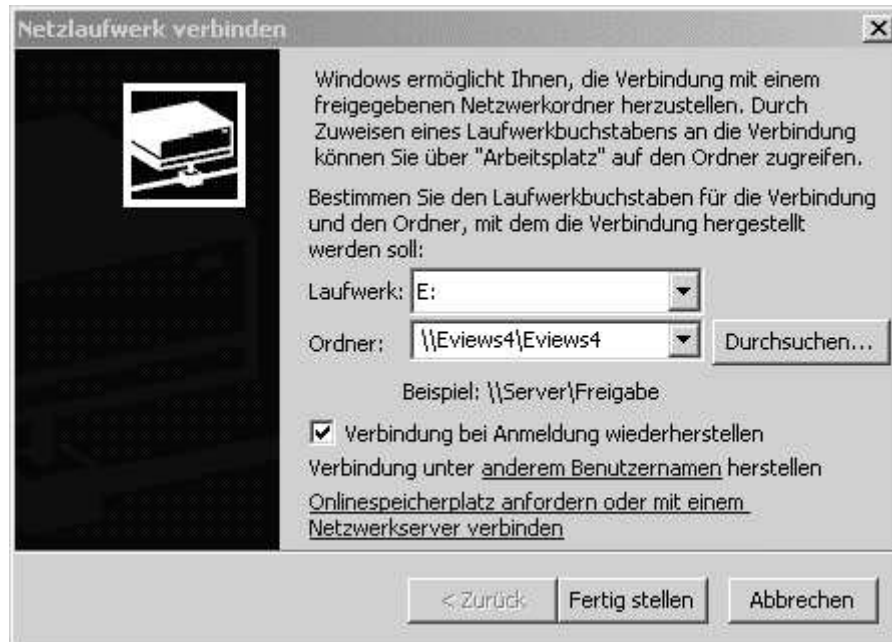 Netzlaufwerk verbinden
Windows ermöglicht Ihnen, die Verbindung mit einem
freigegebenen Netzwerkordner herzustellen. Durch
Zuweisen eines Laufwerkbuchstabens an die Verbindung
können Sie über "Arbeitsplatz" auf den Ordner zugreifen.
Bestimmen Sie den Laufwerkbuchstaben für die Verbindung
und den Ordner, mit dem die Verbindung hergestellt
werden soll:
Laufwerk: E:
Ordner: \\Eviews4\Eviews4 Durchsuchen...
Beispiel: \\Server\Freigabe
Verbindung bei Anmeldung wiederherstellen
Verbindung unter anderem Benutzernamen herstellen
Onlinespeicherplatz anfordern oder mit einem
Netzwerkserver verbinden
< Zurück Fertig stellen Abbrechen